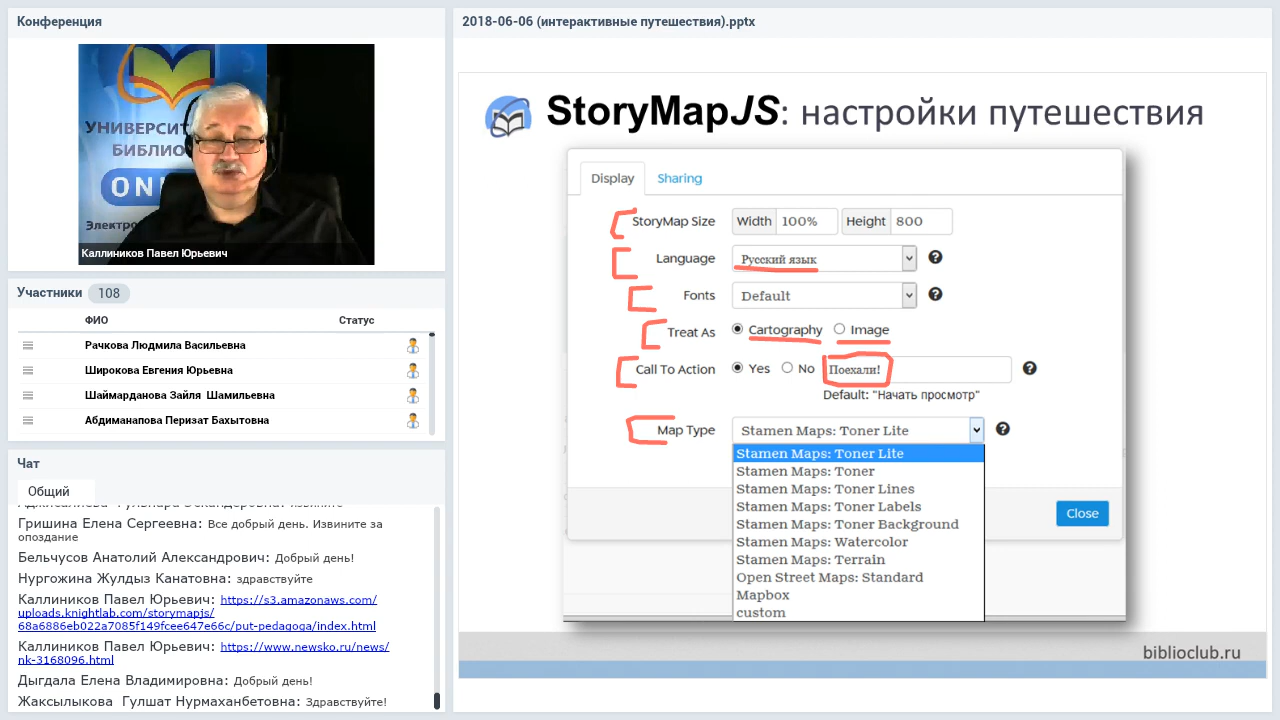 Конференция
УНИВЕРСИТ
БИБЛИО
ONL
Электро
Каллиников Павел Юрьевич
Участники 108
ФИО Статус
Рачкова Людмила Васильевна
Широкова Евгения Юрьевна
Шаймарданова Зайля Шамильевна
Абдиманапова Перизат Бахытовна
Чат
Общий
Гришина Елена Сергеевна: Все добрый день. Извините за
опоздание
Бельчусов Анатолий Александрович: Добрый день!
Нургожина Жулдыз Канатовна: здравствуйте
Каллиников Павел Юрьевич: https://s3.amazonaws.com/
uploads.knightlab.com/storymapjs/
68a6886eb022a7085f149fcee647e66c/put-pedagoga/index.html
Каллиников Павел Юрьевич: https://www.newsko.ru/news/
nk-3168096.html
Дыгдала Елена Владимировна: Добрый день!
Жаксылыкова Гулшат Нурмаханбетовна: Здравствуйте!
2018-06-06 (интерактивные путешествия).pptx
StoryMapJS: настройки путешествия
Display Sharing
StoryMap Size Width 100% Height 800
Language Русский язык
Fonts Default
Treat As Cartography Image
Call To Action Yes No Поехали!
Default: "Начать просмотр"
Map Type Stamen Maps: Toner Lite
Stamen Maps: Toner Lite
Stamen Maps: Toner
Stamen Maps: Toner Lines
Stamen Maps: Toner Labels
Stamen Maps: Toner Background
Stamen Maps: Watercolor
Stamen Maps: Terrain
Open Street Maps: Standard
Mapbox
custom
Close
biblioclub.ru